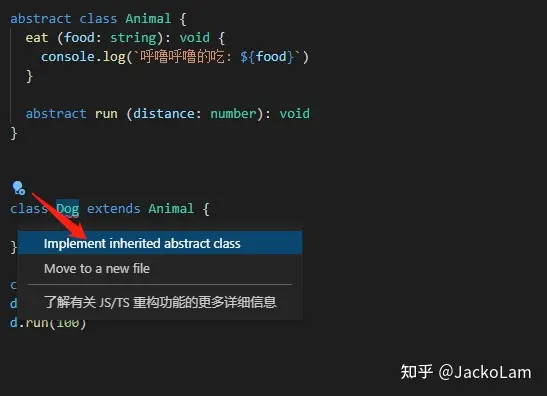 abstract class Animal {
eat (food: string): void {
console.log(`呼噜呼噜的吃: ${food}`)
}
abstract run (distance: number): void
}
class Dog extends Animal {
}
Implement inherited abstract class
Move to a new file
c
了解有关 JS/TS 重构功能的更多详细信息
d
d.run(100)
知乎 @JackoLam